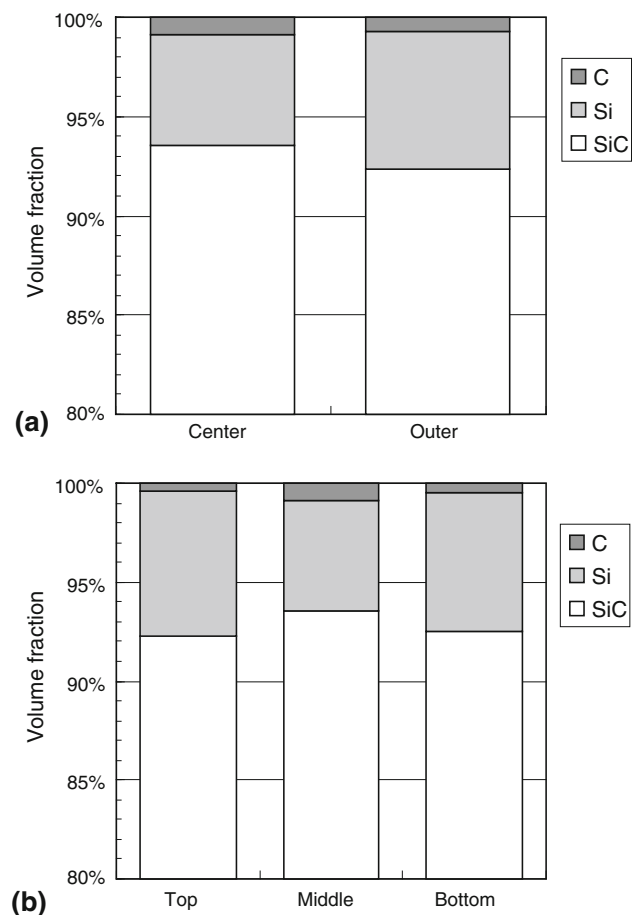 100%
95%
90%
85%
80%
Volume fraction
Center
Outer
C
Si
SiC
(a)
100%
95%
90%
85%
80%
Volume fraction
Top
Middle
Bottom
C
Si
SiC
(b)